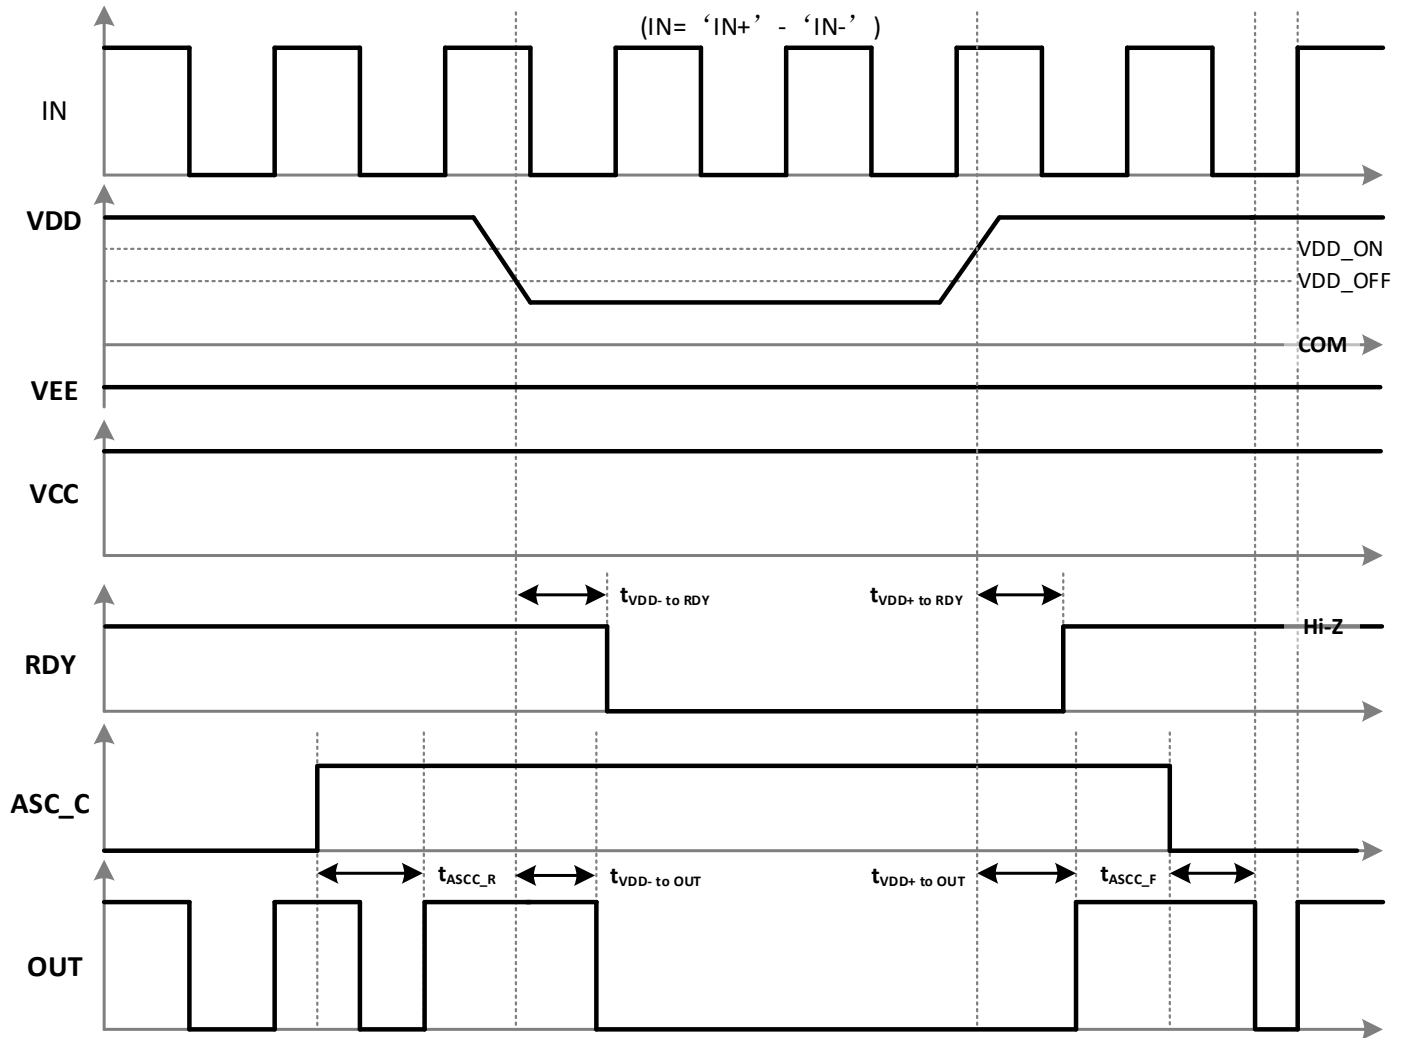 (IN= ‘IN+’ - ‘IN-’ )
IN
VDD
VDD_ON
VDD_OFF
COM
VEE
VCC
tVDD- to RDY
tVDD+ to RDY
Hi-Z
RDY
ASC_C
tASCC_R
tVDD- to OUT
tVDD+ to OUT
tASCC_F
OUT